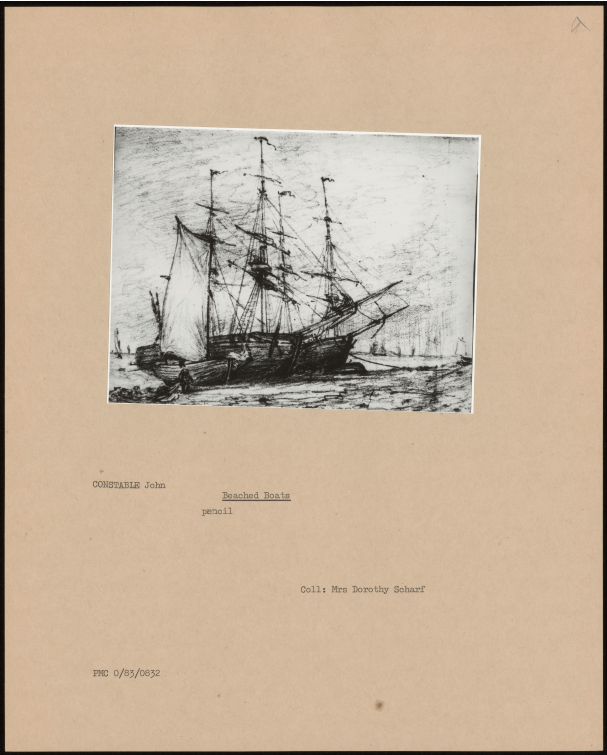 CONSTABLE John
Beached Boats
pencil
Coll: Mrs Dorothy Scharf
PMC 0/83/0832